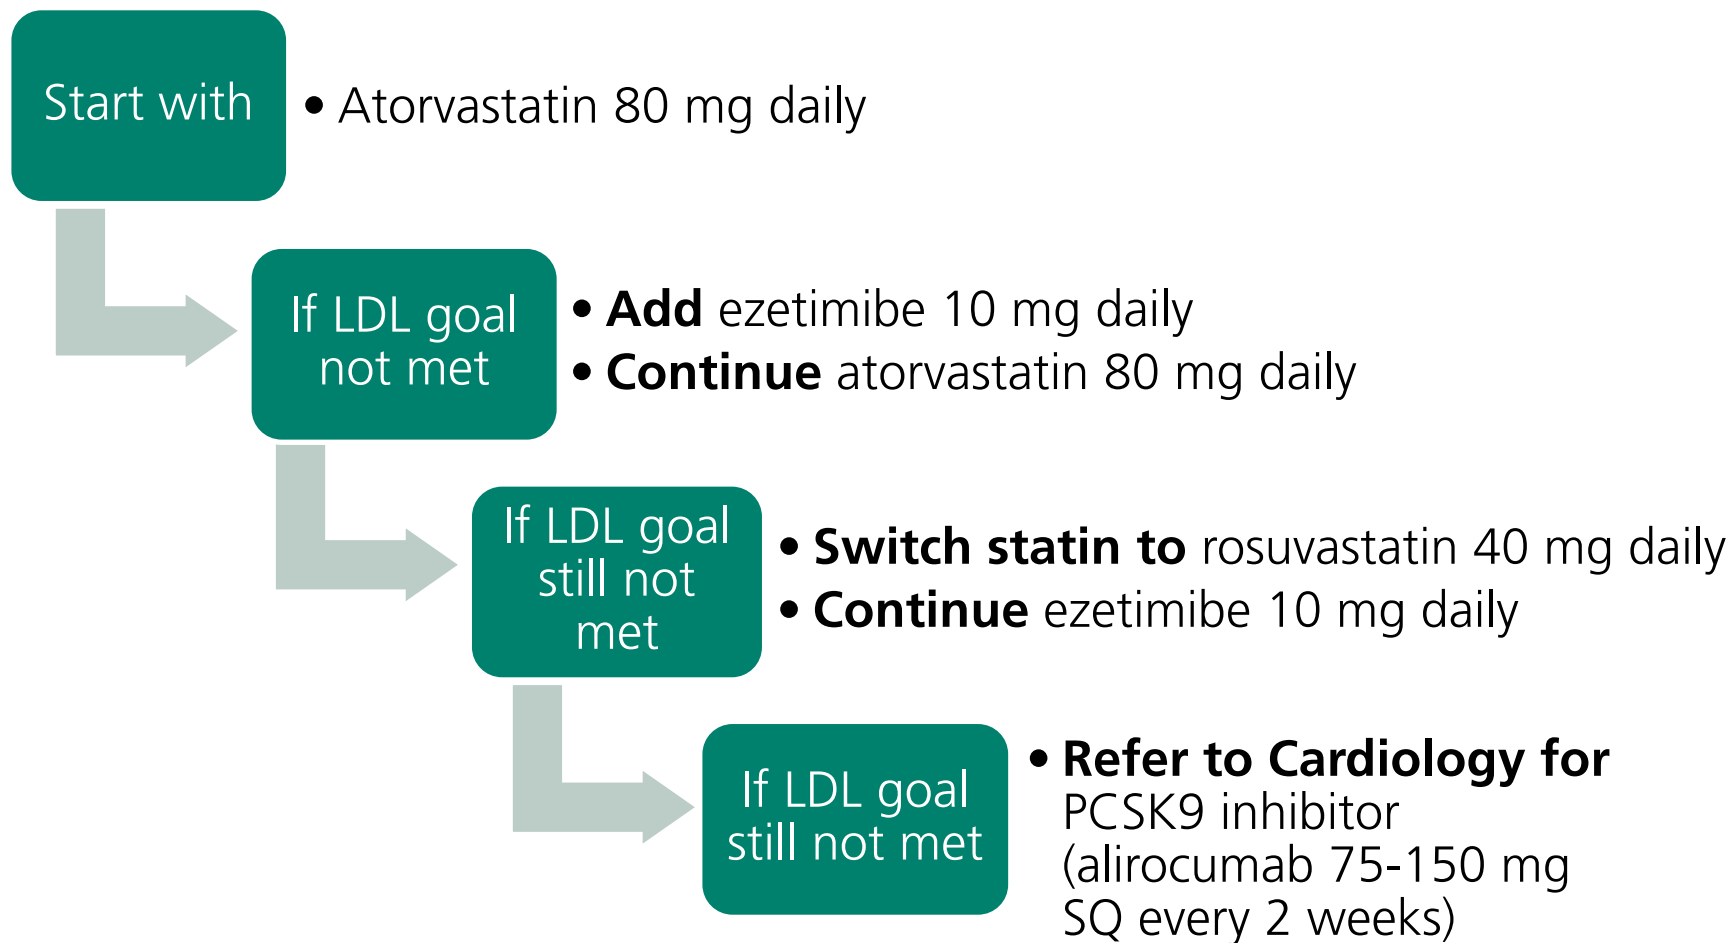 Start with
• Atorvastatin 80 mg daily
If LDL goal
not met
• Add ezetimibe 10 mg daily
• Continue atorvastatin 80 mg daily
If LDL goal
still not
met
• Switch statin to rosuvastatin 40 mg daily
• Continue ezetimibe 10 mg daily
If LDL goal
still not met
• Refer to Cardiology for
PCSK9 inhibitor
(alirocumab 75-150 mg
SQ every 2 weeks)